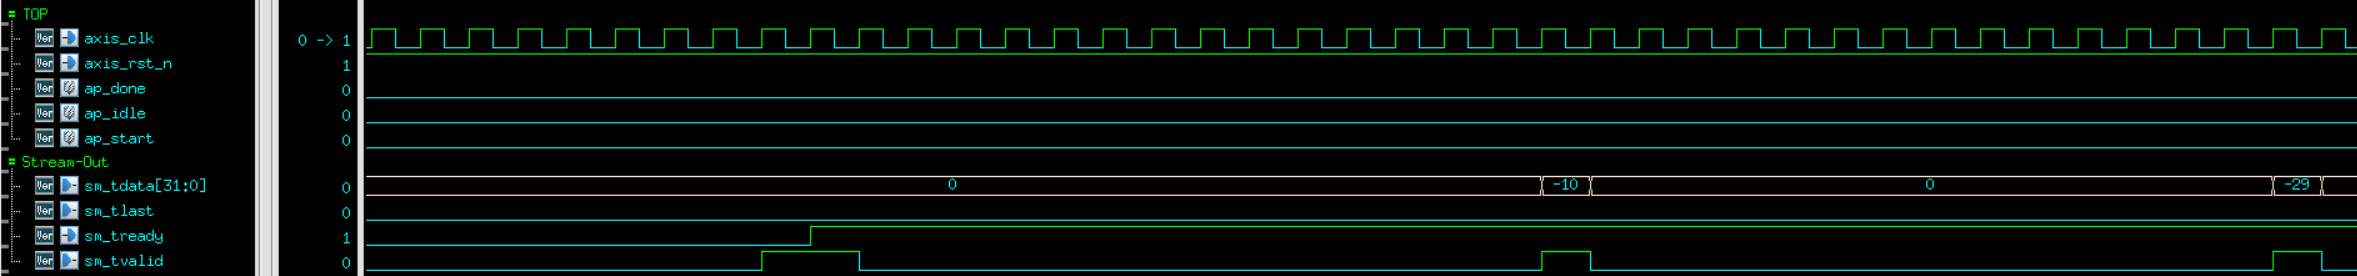 TOP
Ver axis_clk 0 -> 1
Ver axis_rst_n 1
Ver ap_done 0
Ver ap_idle 0
Ver ap_start 0
Stream-Out
Ver sm_tdata[31:0] 0 0 -10 0 -29
Ver sm_tlast 0
Ver sm_tready 1
Ver sm_tvalid 0